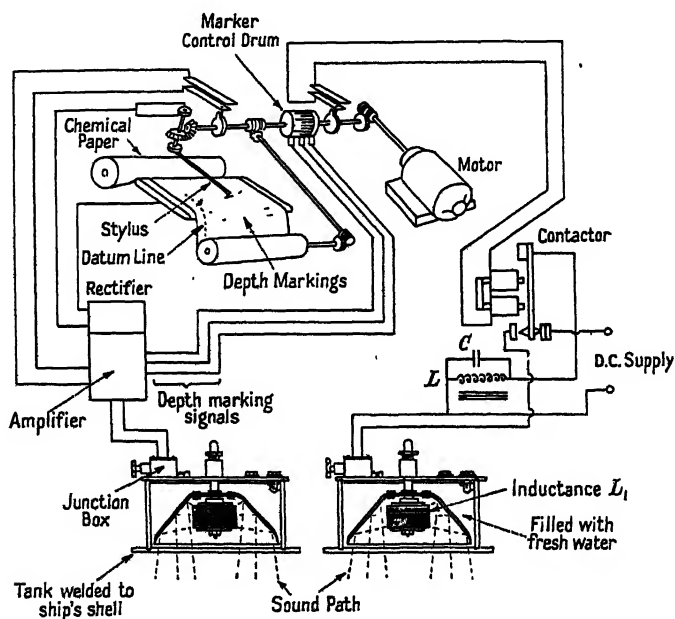 Marker
Control Drum
Chemical
Paper
Motor
Stylus
Datum Line
Contactor
Depth Markings
Rectifier
C
L
D.C. Supply
Amplifier
Depth marking
signals
Junction
Box
Inductance L₁
Filled with
fresh water
Tank welded to
ship's shell
Sound Path